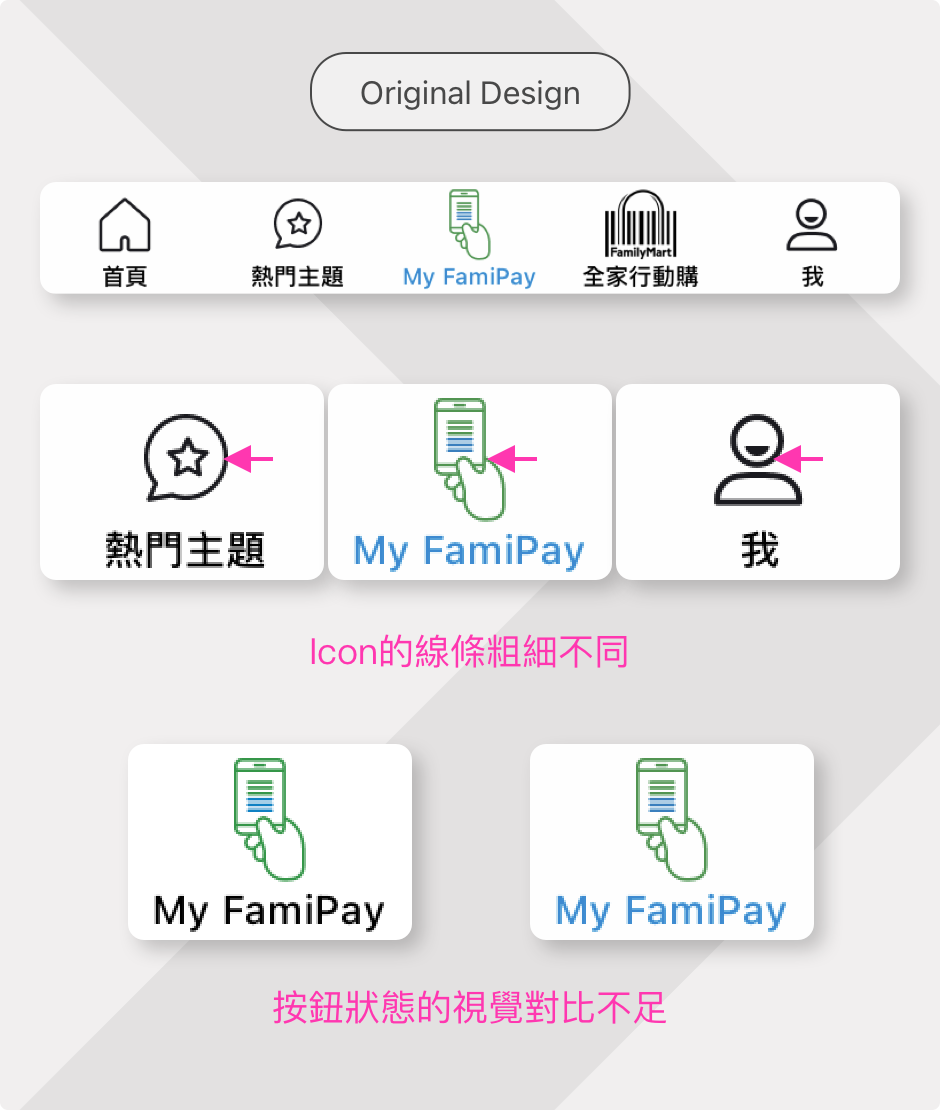 Original Design
FamilyMart
首頁
熱門主題
My FamiPay
全家行動購
我
熱門主題
My FamiPay
我
Icon的線條粗細不同
My FamiPay
My FamiPay
按鈕狀態的視覺對比不足